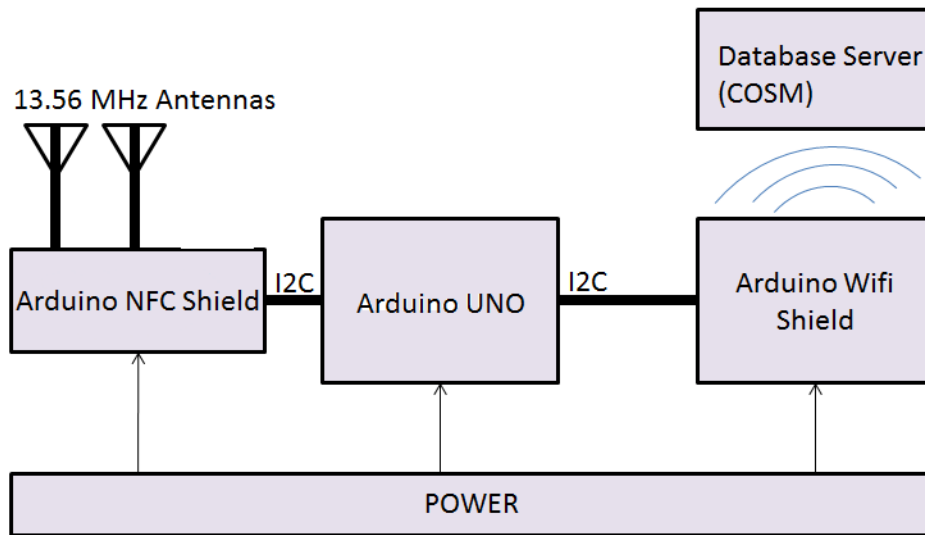 Database Server
(COSM)
13.56 MHz Antennas
Arduino NFC Shield
I2C
Arduino UNO
I2C
Arduino Wifi
Shield
POWER